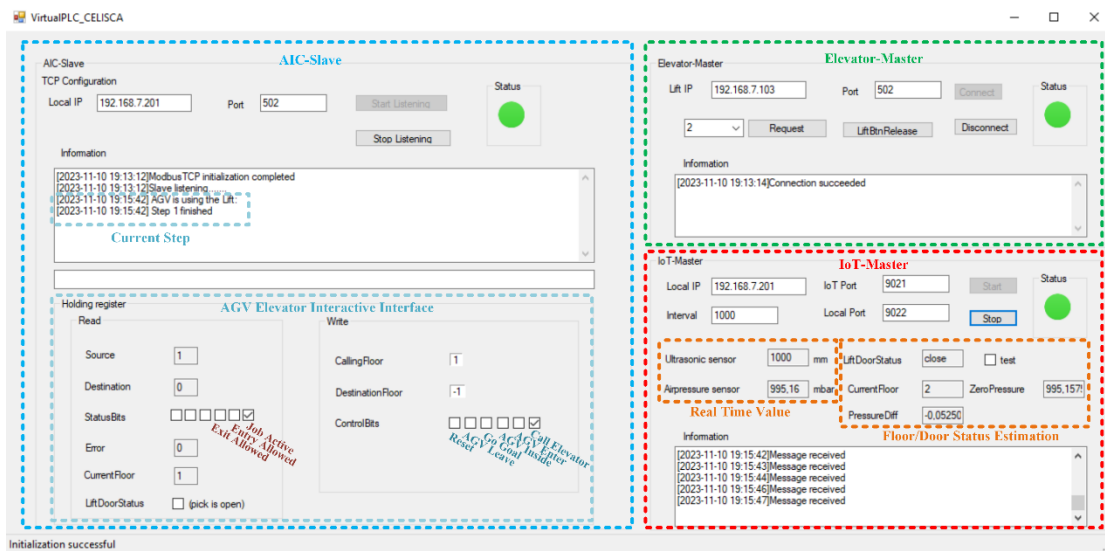 VirtualPLC_CELISCA
AIC-Slave
AIC-Slave
TCP Configuration
Local IP 192.168.7.201 Port 502 Start Listening
Status
Stop Listening
Information
[2023-11-10 19:13:12]ModbusTCP initialization completed
[2023-11-10 19:13:12]Slave listening.......
[2023-11-10 19:15:42] AGV is using the Lift.
[2023-11-10 19:15:42] Step 1 finished
Current Step
Holding register
AGV Elevator Interactive Interface
Read
Source 1
Destination 0
StatusBits
Job Active
Entry Allowed
Exit Allowed
Error 0
CurrentFloor 1
LiftDoorStatus (pick is open)
Write
CallingFloor 1
DestinationFloor -1
ControlBits
Call Elevator
AGV Enter
AGV Inside
Go Goal
AGV Leave
Reset
Elevator-Master
Elevator-Master
Lift IP 192.168.7.103 Port 502 Connect
Status
2 Request LiftBtnRelease Disconnect
Information
[2023-11-10 19:13:14]Connection succeeded
IoT-Master
IoT-Master
Local IP 192.168.7.201 IoT Port 9021 Start
Status
Interval 1000 Local Port 9022 Stop
Ultrasonic sensor 1000 mm
Airpressure sensor 995,16 mbar
Real Time Value
LiftDoorStatus close test
CurrentFloor 2 ZeroPressure 995,157
PressureDiff -0,05250
Floor/Door Status Estimation
Information
[2023-11-10 19:15:42]Message received
[2023-11-10 19:15:43]Message received
[2023-11-10 19:15:44]Message received
[2023-11-10 19:15:46]Message received
[2023-11-10 19:15:47]Message received
Initialization successful